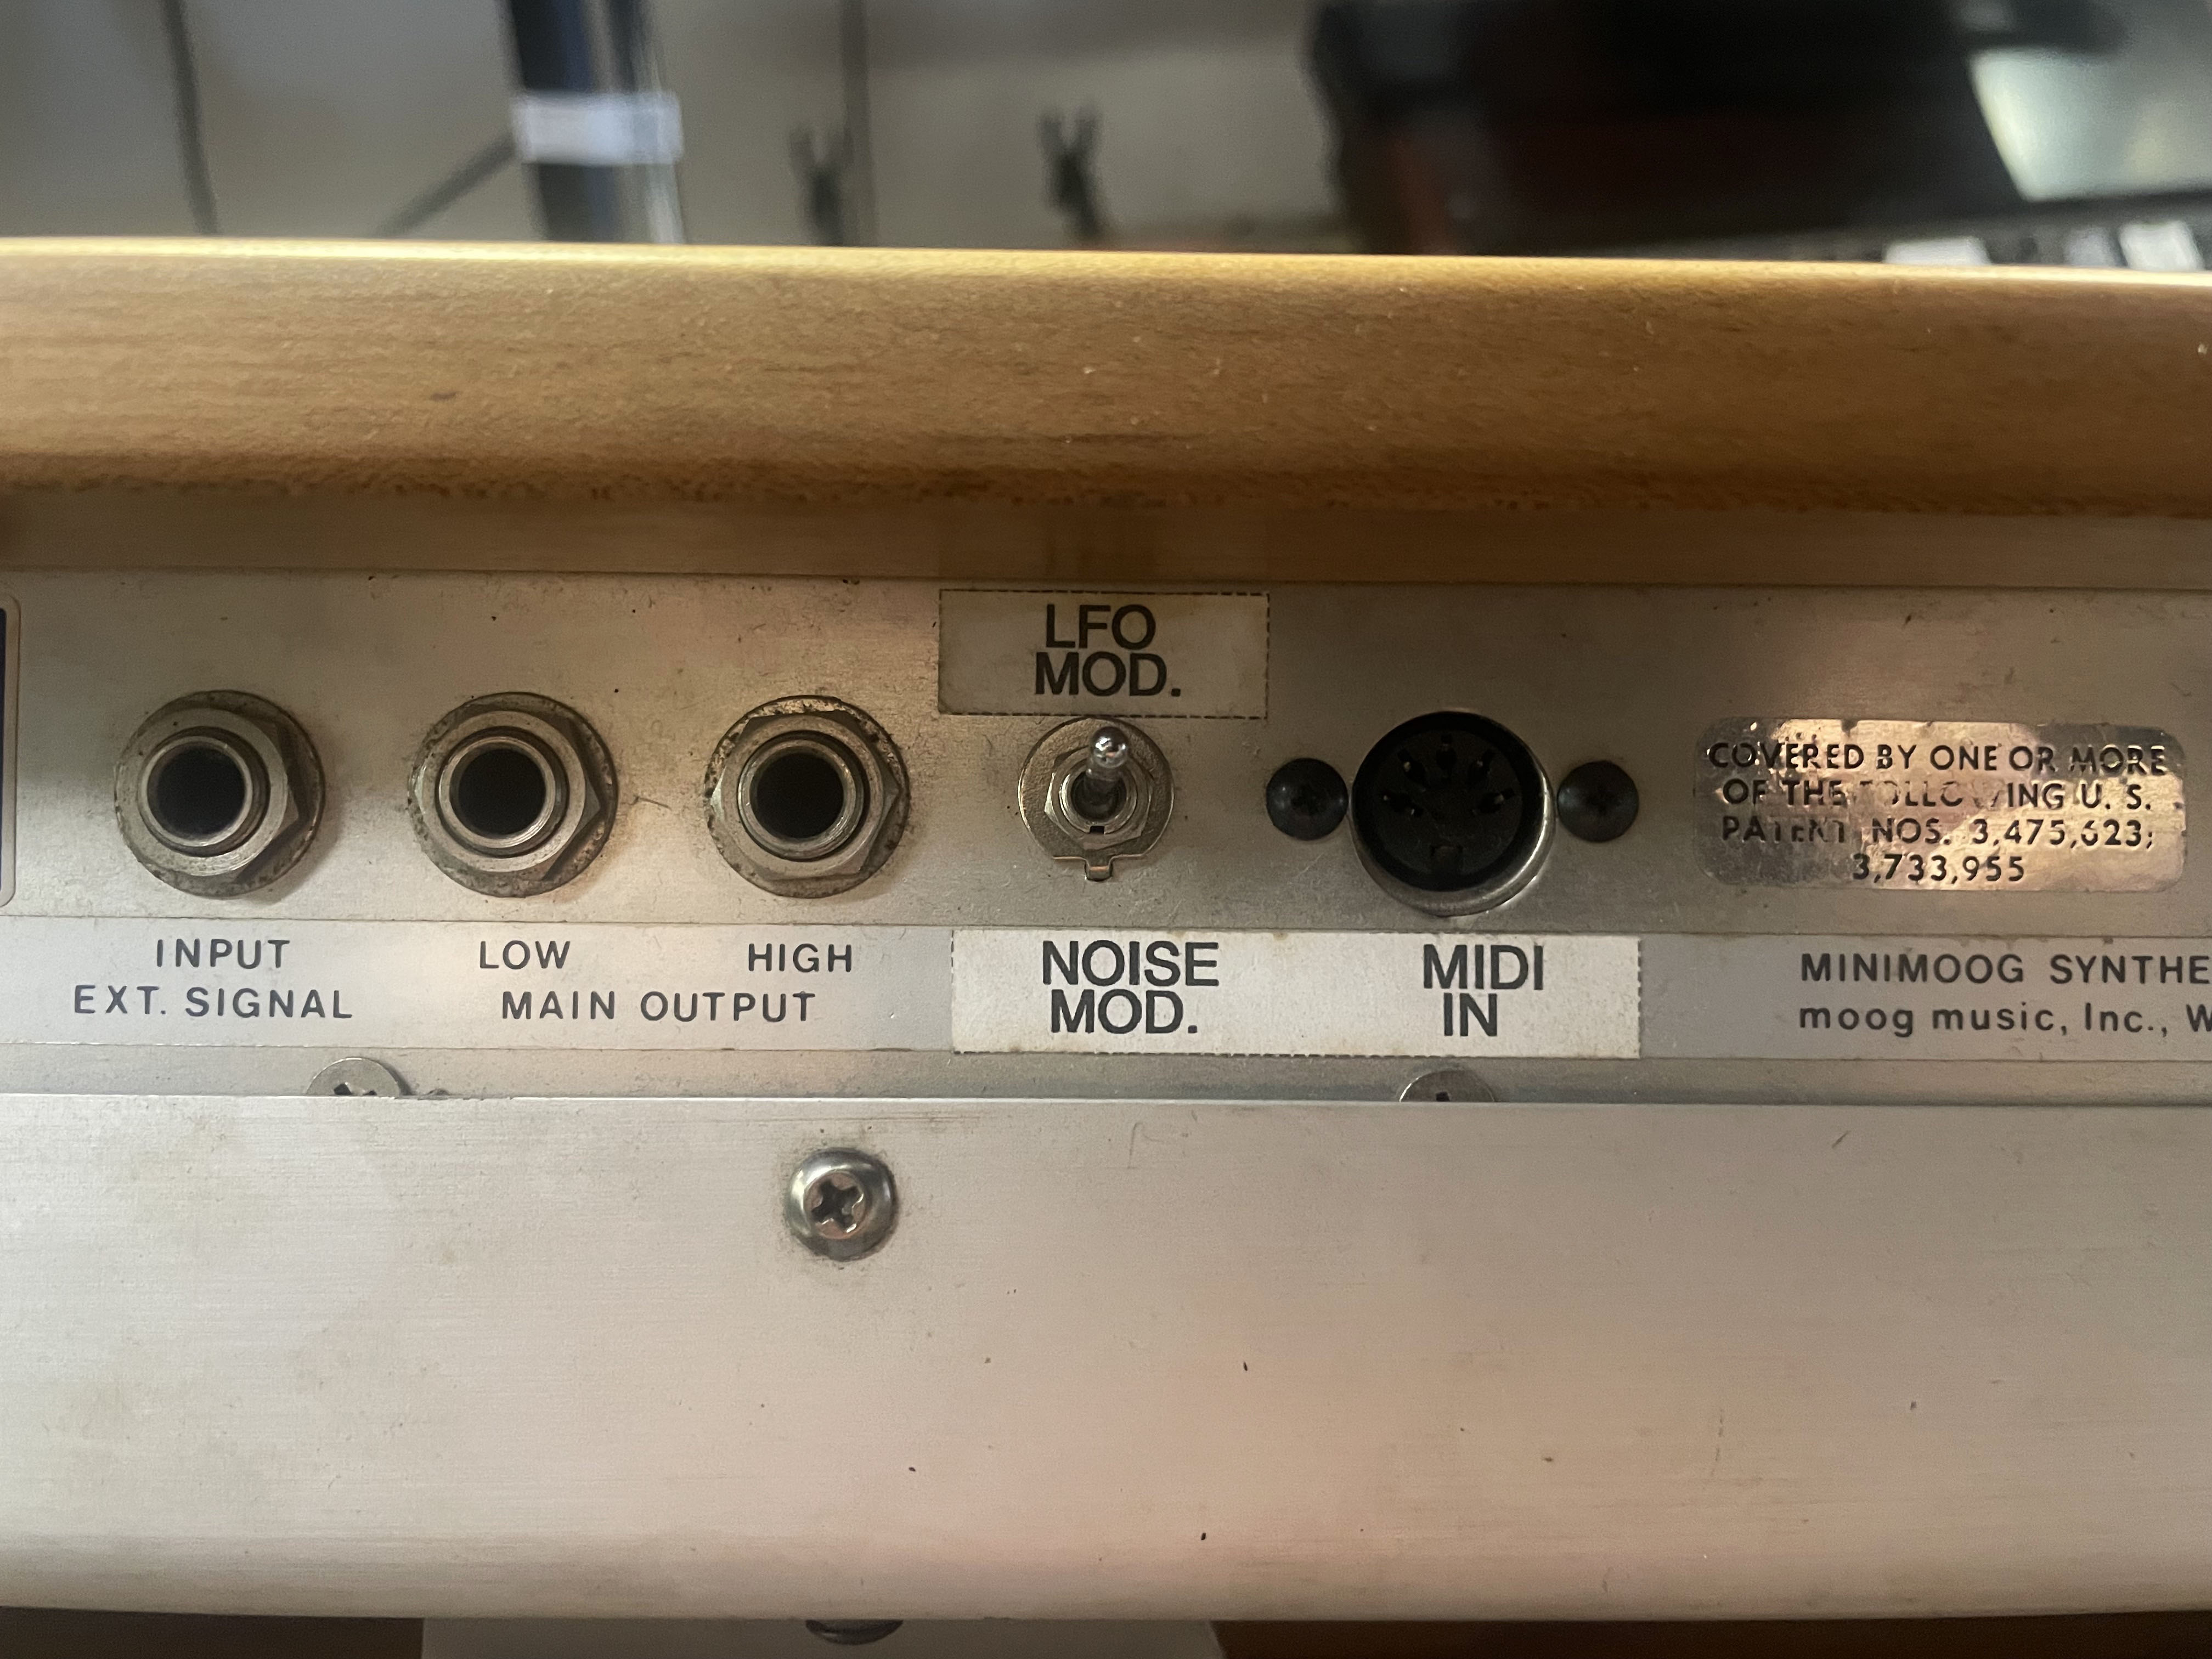 LFO
MOD.
COVERED BY ONE OR MORE
OF THE FOLLOWING U. S.
PATENT NOS. 3,475,623;
3,733,955
INPUT
EXT. SIGNAL
LOW HIGH
MAIN OUTPUT
NOISE
MOD.
MIDI
IN
MINIMOOG SYNTHE
moog music, Inc., W